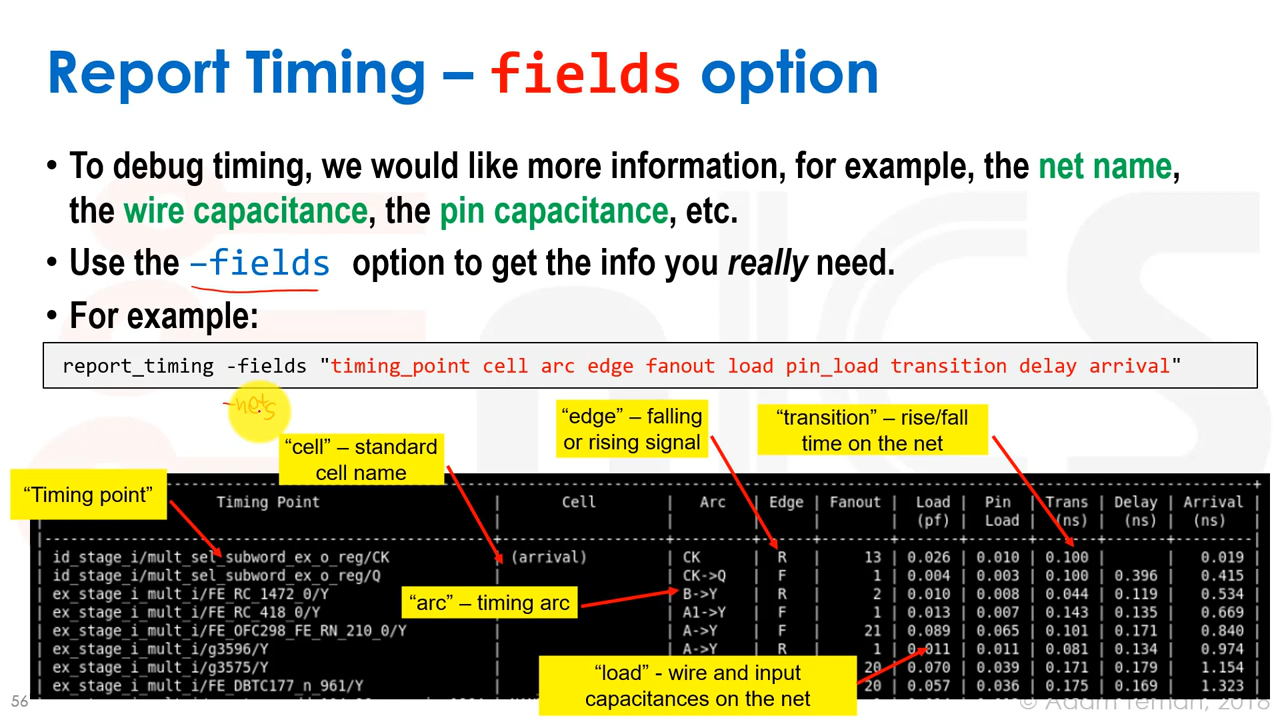 Report Timing – fields option
• To debug timing, we would like more information, for example, the net name,
the wire capacitance, the pin capacitance, etc.
• Use the –fields option to get the info you really need.
• For example:
report_timing -fields "timing_point cell arc edge fanout load pin_load transition delay arrival"
-nets
"edge" – falling
or rising signal
"transition" – rise/fall
time on the net
"cell" – standard
cell name
"Timing point"
Timing Point | Cell | Arc | Edge | Fanout | Load | Pin | Trans | Delay | Arrival
(pf) | Load | (ns) | (ns) | (ns)
id_stage_i/mult_sel_subword_ex_o_reg/CK | (arrival) | CK | R | 13 | 0.026 | 0.010 | 0.100 | | 0.019
id_stage_i/mult_sel_subword_ex_o_reg/Q | | CK->Q | F | 1 | 0.004 | 0.003 | 0.100 | 0.396 | 0.415
ex_stage_i_mult_i/FE_RC_1472_0/Y | | B->Y | R | 2 | 0.010 | 0.008 | 0.044 | 0.119 | 0.534
"arc" – timing arc
ex_stage_i_mult_i/FE_RC_418_0/Y | | A1->Y | F | 1 | 0.013 | 0.007 | 0.143 | 0.135 | 0.669
ex_stage_i_mult_i/FE_OFC298_FE_RN_210_0/Y | | A->Y | F | 21 | 0.089 | 0.065 | 0.101 | 0.171 | 0.840
ex_stage_i_mult_i/g3596/Y | | A->Y | R | 1 | 0.011 | 0.011 | 0.081 | 0.134 | 0.974
ex_stage_i_mult_i/g3575/Y | 20 | 0.070 | 0.039 | 0.171 | 0.179 | 1.154
ex_stage_i_mult_i/FE_DBTC177_n_961/Y | 20 | 0.057 | 0.036 | 0.175 | 0.169 | 1.323
"load" - wire and input
capacitances on the net
56
© Adam Teman, 2018